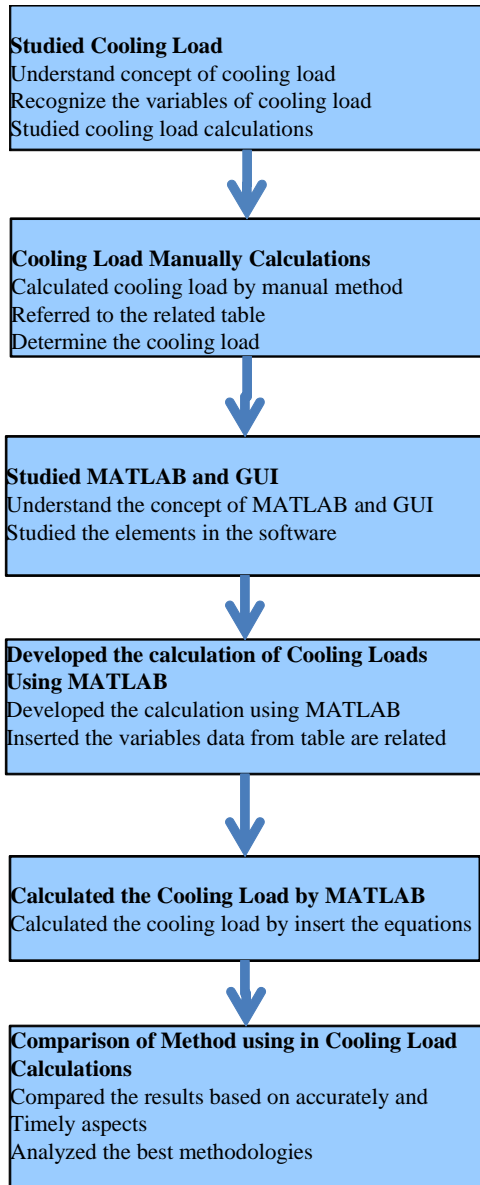 Studied Cooling Load
Understand concept of cooling load
Recognize the variables of cooling load
Studied cooling load calculations
Cooling Load Manually Calculations
Calculated cooling load by manual method
Referred to the related table
Determine the cooling load
Studied MATLAB and GUI
Understand the concept of MATLAB and GUI
Studied the elements in the software
Developed the calculation of Cooling Loads
Using MATLAB
Developed the calculation using MATLAB
Inserted the variables data from table are related
Calculated the Cooling Load by MATLAB
Calculated the cooling load by insert the equations
Comparison of Method using in Cooling Load
Calculations
Compared the results based on accurately and
Timely aspects
Analyzed the best methodologies